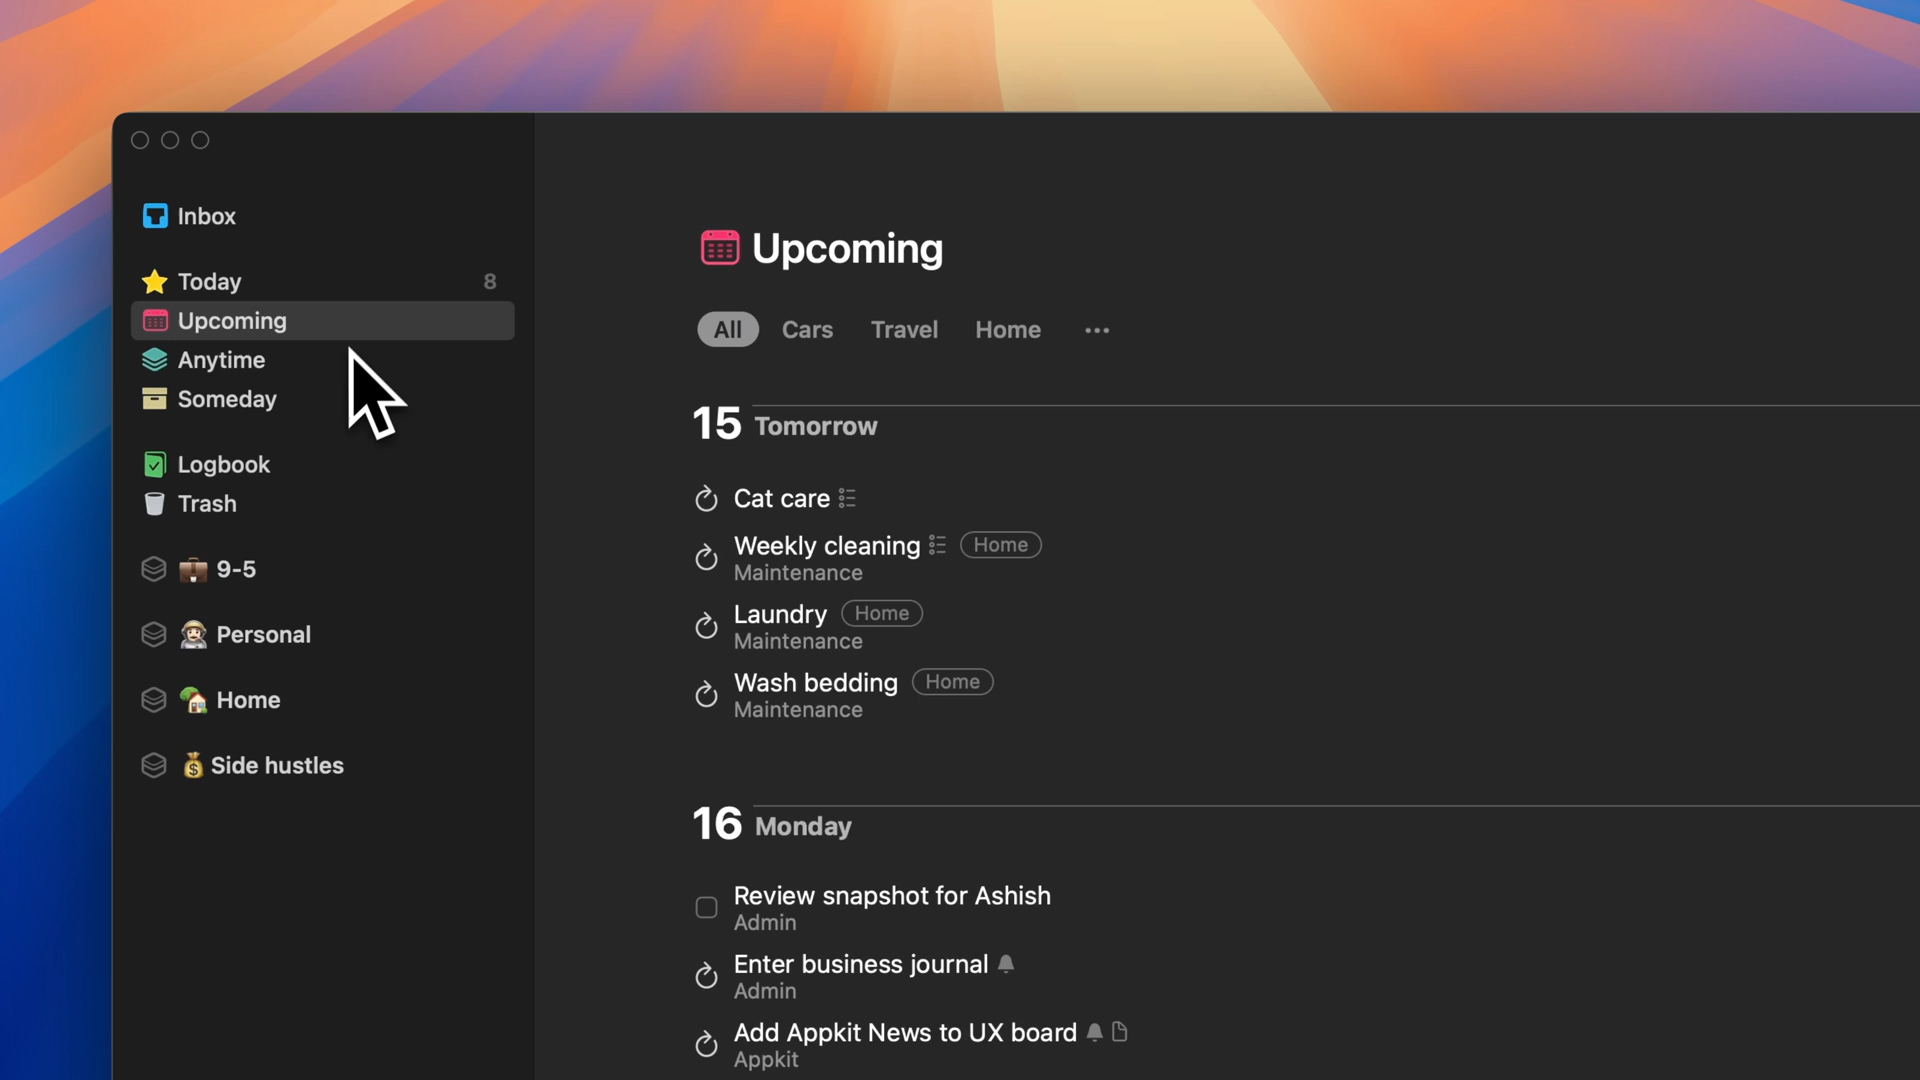 Inbox
Today 8
Upcoming
Anytime
Someday
Logbook
Trash
9-5
Personal
Home
Side hustles
Upcoming
All Cars Travel Home ...
15 Tomorrow
Cat care
Weekly cleaning Home
Maintenance
Laundry Home
Maintenance
Wash bedding Home
Maintenance
16 Monday
Review snapshot for Ashish
Admin
Enter business journal
Admin
Add Appkit News to UX board
Appkit